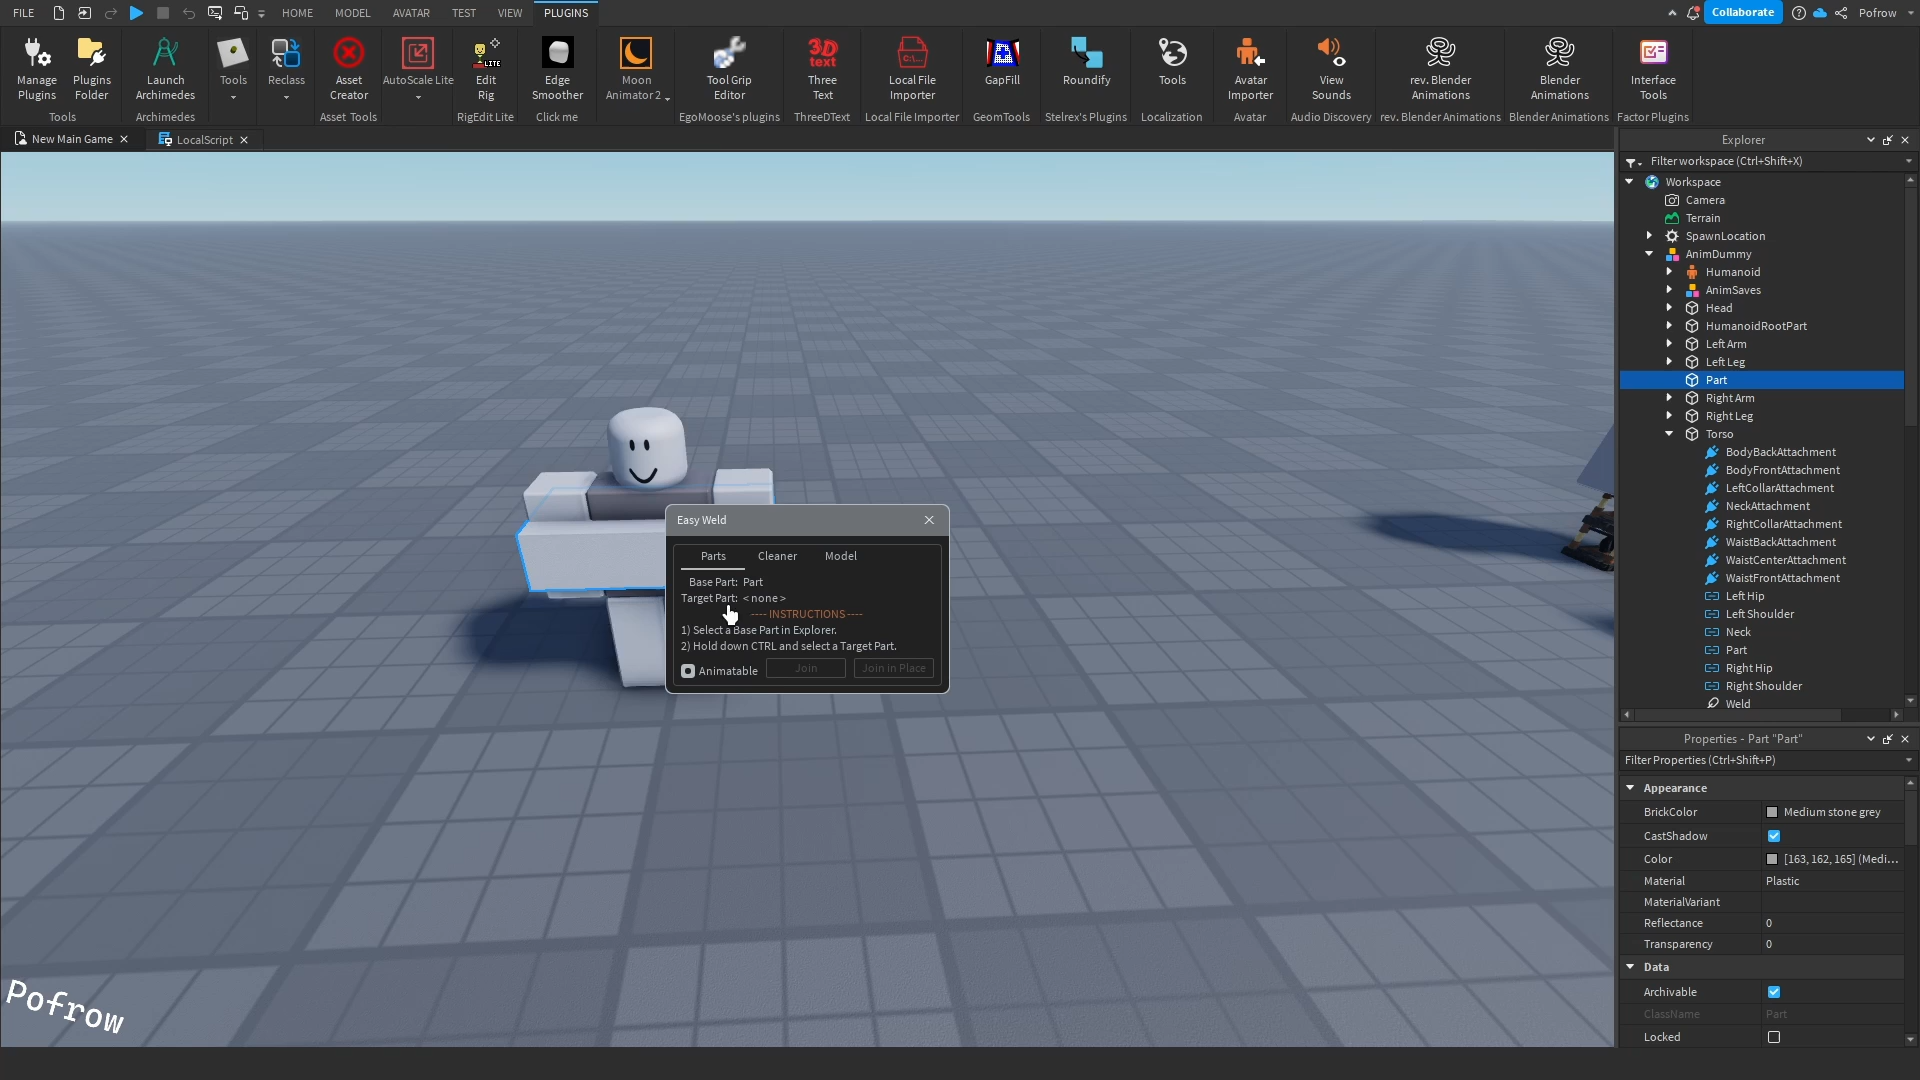 FILE HOME MODEL AVATAR TEST VIEW PLUGINS Collaborate Pofrow
Manage Plugins
Plugins Folder
Tools
Launch Archimedes
Archimedes
Tools
Reclass
Asset Creator
AutoScale Lite
Asset Tools
LITE
Edit Rig
RigEdit Lite
Edge Smoother
Click me
Moon Animator 2
Tool Grip Editor
EgoMoose's plugins
3D text
Three Text
ThreeDText
C:\...
Local File Importer
Local File Importer
GapFill
GeomTools
Roundify
Stelrex's Plugins
Tools
Localization
Avatar Importer
Avatar
View Sounds
Audio Discovery
rev. Blender Animations
rev. Blender Animations
Blender Animations
Blender Animations
Interface Tools
Factor Plugins
New Main Game
LocalScript
Easy Weld
Parts Cleaner Model
Base Part: Part
Target Part: < none >
---- INSTRUCTIONS ----
1) Select a Base Part in Explorer.
2) Hold down CTRL and select a Target Part.
Animatable Join Join in Place
Pofrow
Explorer
Filter workspace (Ctrl+Shift+X)
Workspace
Camera
Terrain
SpawnLocation
AnimDummy
Humanoid
AnimSaves
Head
HumanoidRootPart
Left Arm
Left Leg
Part
Right Arm
Right Leg
Torso
BodyBackAttachment
BodyFrontAttachment
LeftCollarAttachment
NeckAttachment
RightCollarAttachment
WaistBackAttachment
WaistCenterAttachment
WaistFrontAttachment
Left Hip
Left Shoulder
Neck
Part
Right Hip
Right Shoulder
Weld
Properties - Part "Part"
Filter Properties (Ctrl+Shift+P)
Appearance
BrickColor Medium stone grey
CastShadow
Color [163, 162, 165] (Medi...
Material Plastic
MaterialVariant
Reflectance 0
Transparency 0
Data
Archivable
ClassName Part
Locked